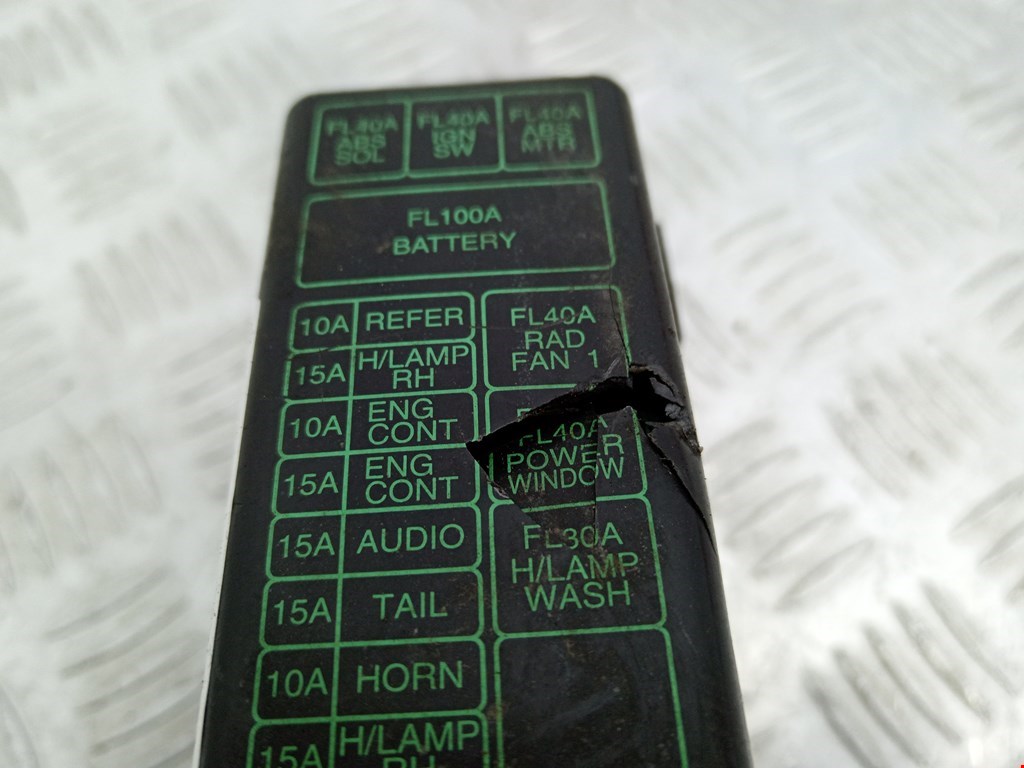 FL40A ABS SOL
FL40A IGN SW
FL40A ABS MTR
FL100A
BATTERY
10A REFER
15A H/LAMP RH
10A ENG CONT
15A ENG CONT
15A AUDIO
15A TAIL
10A HORN
15A H/LAMP RH
FL40A
RAD
FAN 1
FL40A
POWER
WINDOW
FL30A
H/LAMP
WASH